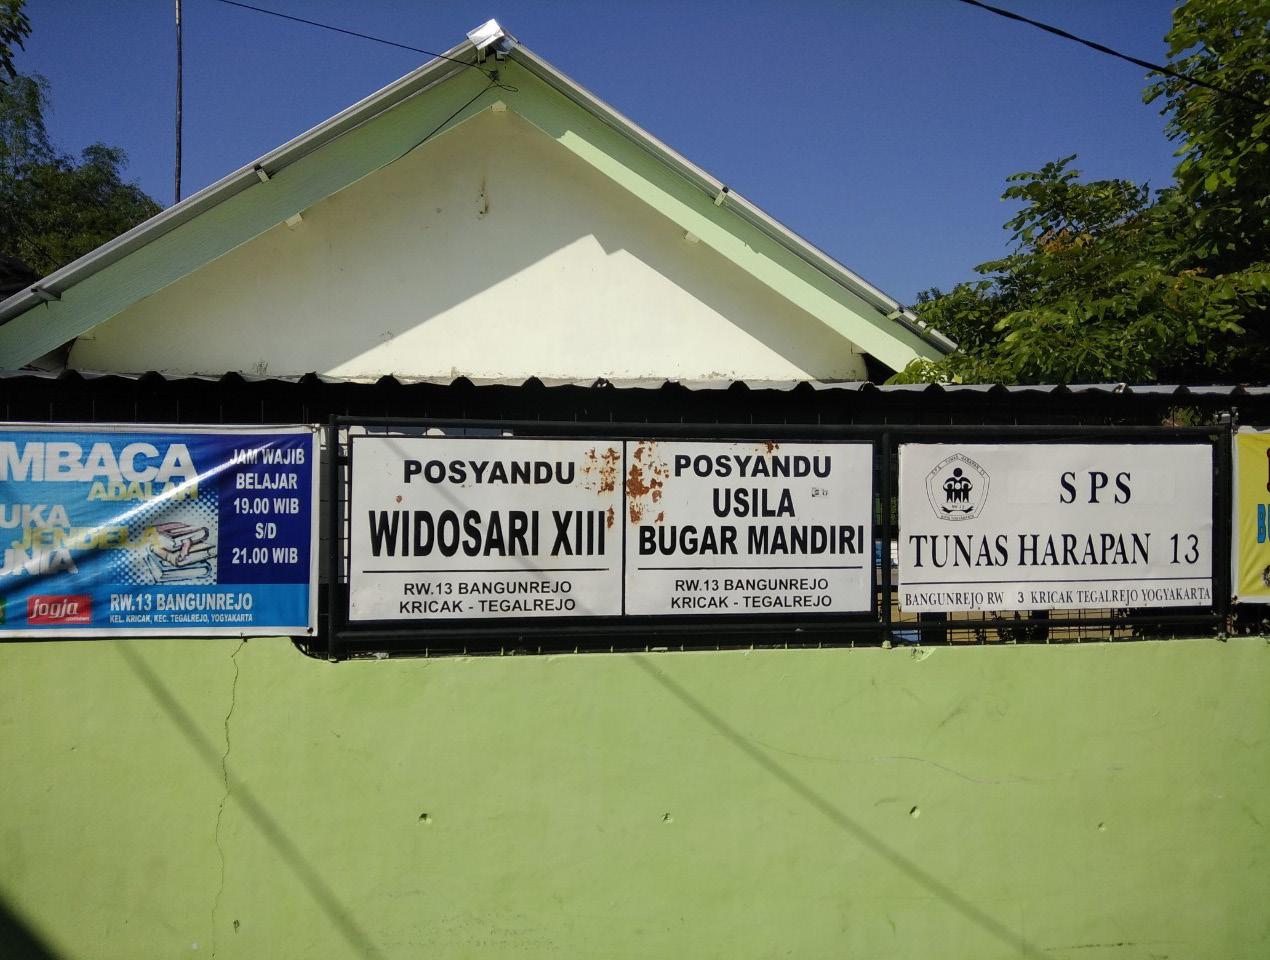 MBACA
ADALAH
UKA
JENDELA
UNIA
JAM WAJIB
BELAJAR
19.00 WIB
S/D
21.00 WIB
jogja
RW.13 BANGUNREJO
KEL. KRICAK, KEC. TEGALREJO, YOGYAKARTA
POSYANDU
WIDOSARI XIII
RW.13 BANGUNREJO
KRICAK - TEGALREJO
POSYANDU
USILA
BUGAR MANDIRI
RW.13 BANGUNREJO
KRICAK - TEGALREJO
SPS
TUNAS HARAPAN 13
BANGUNREJO RW 3 KRICAK TEGALREJO YOGYAKARTA